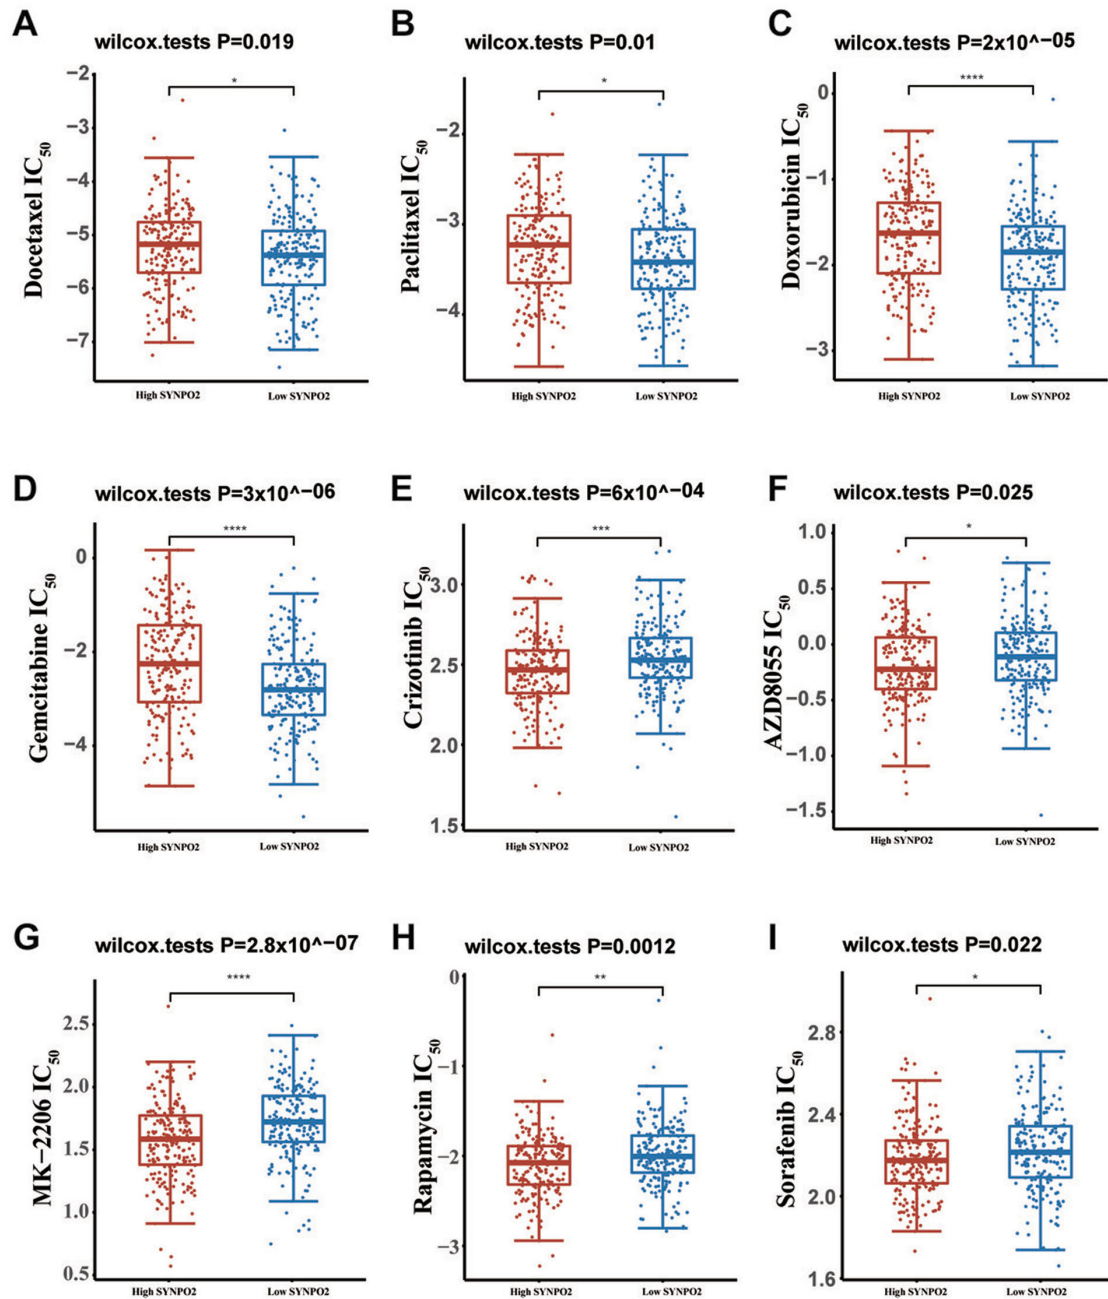 A
wilcox.tests P=0.019
*
Docetaxel IC50
−2
−3
−4
−5
−6
−7
High SYNPO2
Low SYNPO2
B
wilcox.tests P=0.01
*
Paclitaxel IC50
−2
−3
−4
High SYNPO2
Low SYNPO2
C
wilcox.tests P=2x10^−05
****
Doxorubicin IC50
0
−1
−2
−3
High SYNPO2
Low SYNPO2
D
wilcox.tests P=3x10^−06
****
Gemcitabine IC50
0
−2
−4
High SYNPO2
Low SYNPO2
E
wilcox.tests P=6x10^−04
***
Crizotinib IC50
3.0
2.5
2.0
1.5
High SYNPO2
Low SYNPO2
F
wilcox.tests P=0.025
*
AZD8055 IC50
1.0
0.5
0.0
−0.5
−1.0
−1.5
High SYNPO2
Low SYNPO2
G
wilcox.tests P=2.8x10^−07
****
MK−2206 IC50
2.5
2.0
1.5
1.0
0.5
High SYNPO2
Low SYNPO2
H
wilcox.tests P=0.0012
**
Rapamycin IC50
0
−1
−2
−3
High SYNPO2
Low SYNPO2
I
wilcox.tests P=0.022
*
Sorafenib IC50
2.8
2.4
2.0
1.6
High SYNPO2
Low SYNPO2